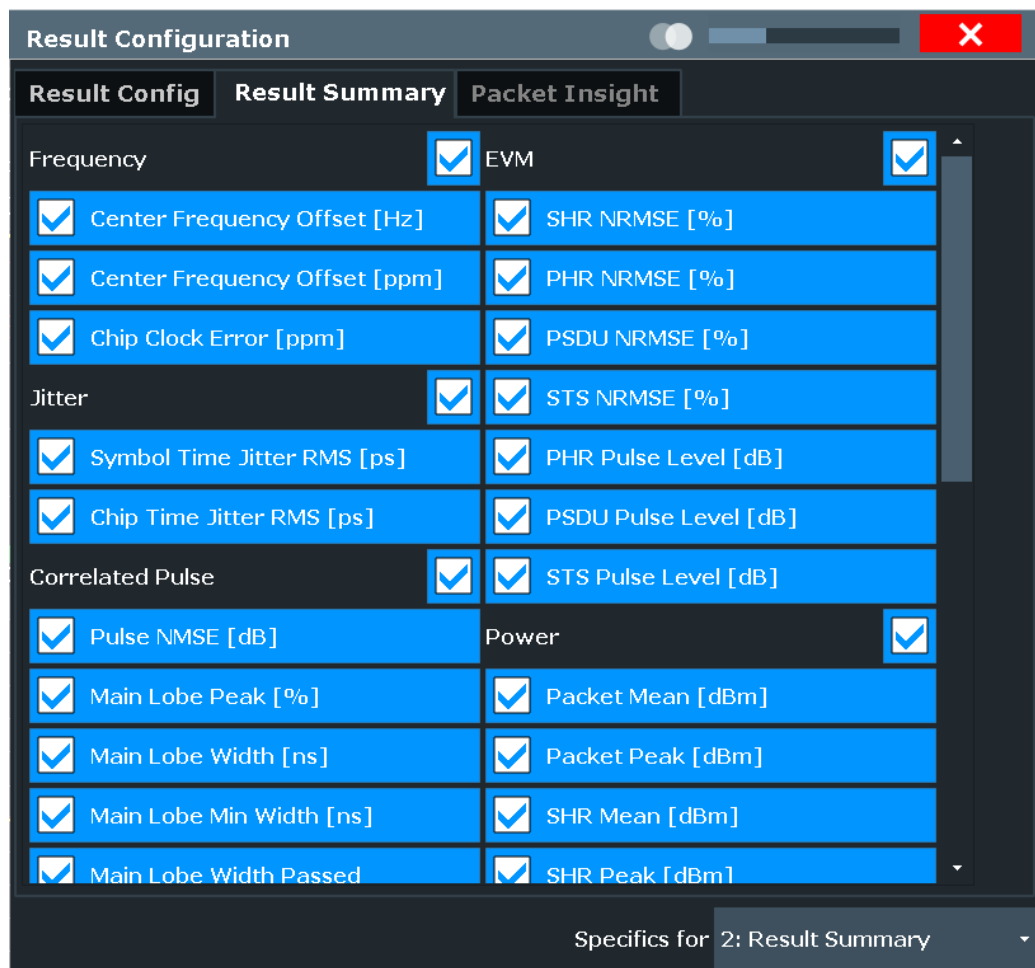 Result Configuration
Result Config
Result Summary
Packet Insight
Frequency
Center Frequency Offset [Hz]
Center Frequency Offset [ppm]
Chip Clock Error [ppm]
Jitter
Symbol Time Jitter RMS [ps]
Chip Time Jitter RMS [ps]
Correlated Pulse
Pulse NMSE [dB]
Main Lobe Peak [%]
Main Lobe Width [ns]
Main Lobe Min Width [ns]
Main Lobe Width Passed
EVM
SHR NRMSE [%]
PHR NRMSE [%]
PSDU NRMSE [%]
STS NRMSE [%]
PHR Pulse Level [dB]
PSDU Pulse Level [dB]
STS Pulse Level [dB]
Power
Packet Mean [dBm]
Packet Peak [dBm]
SHR Mean [dBm]
SHR Peak [dBm]
Specifics for 2: Result Summary